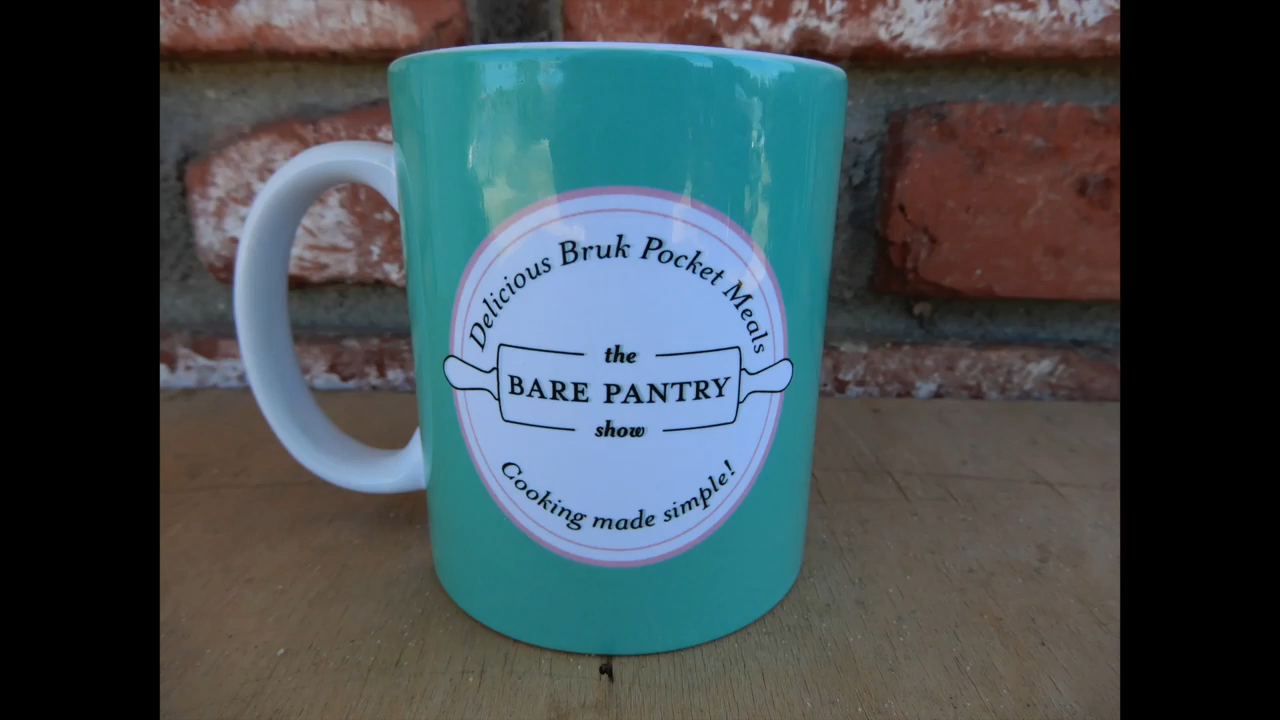 Delicious Bruk Pocket Meals
the
BARE PANTRY
show
Cooking made simple!